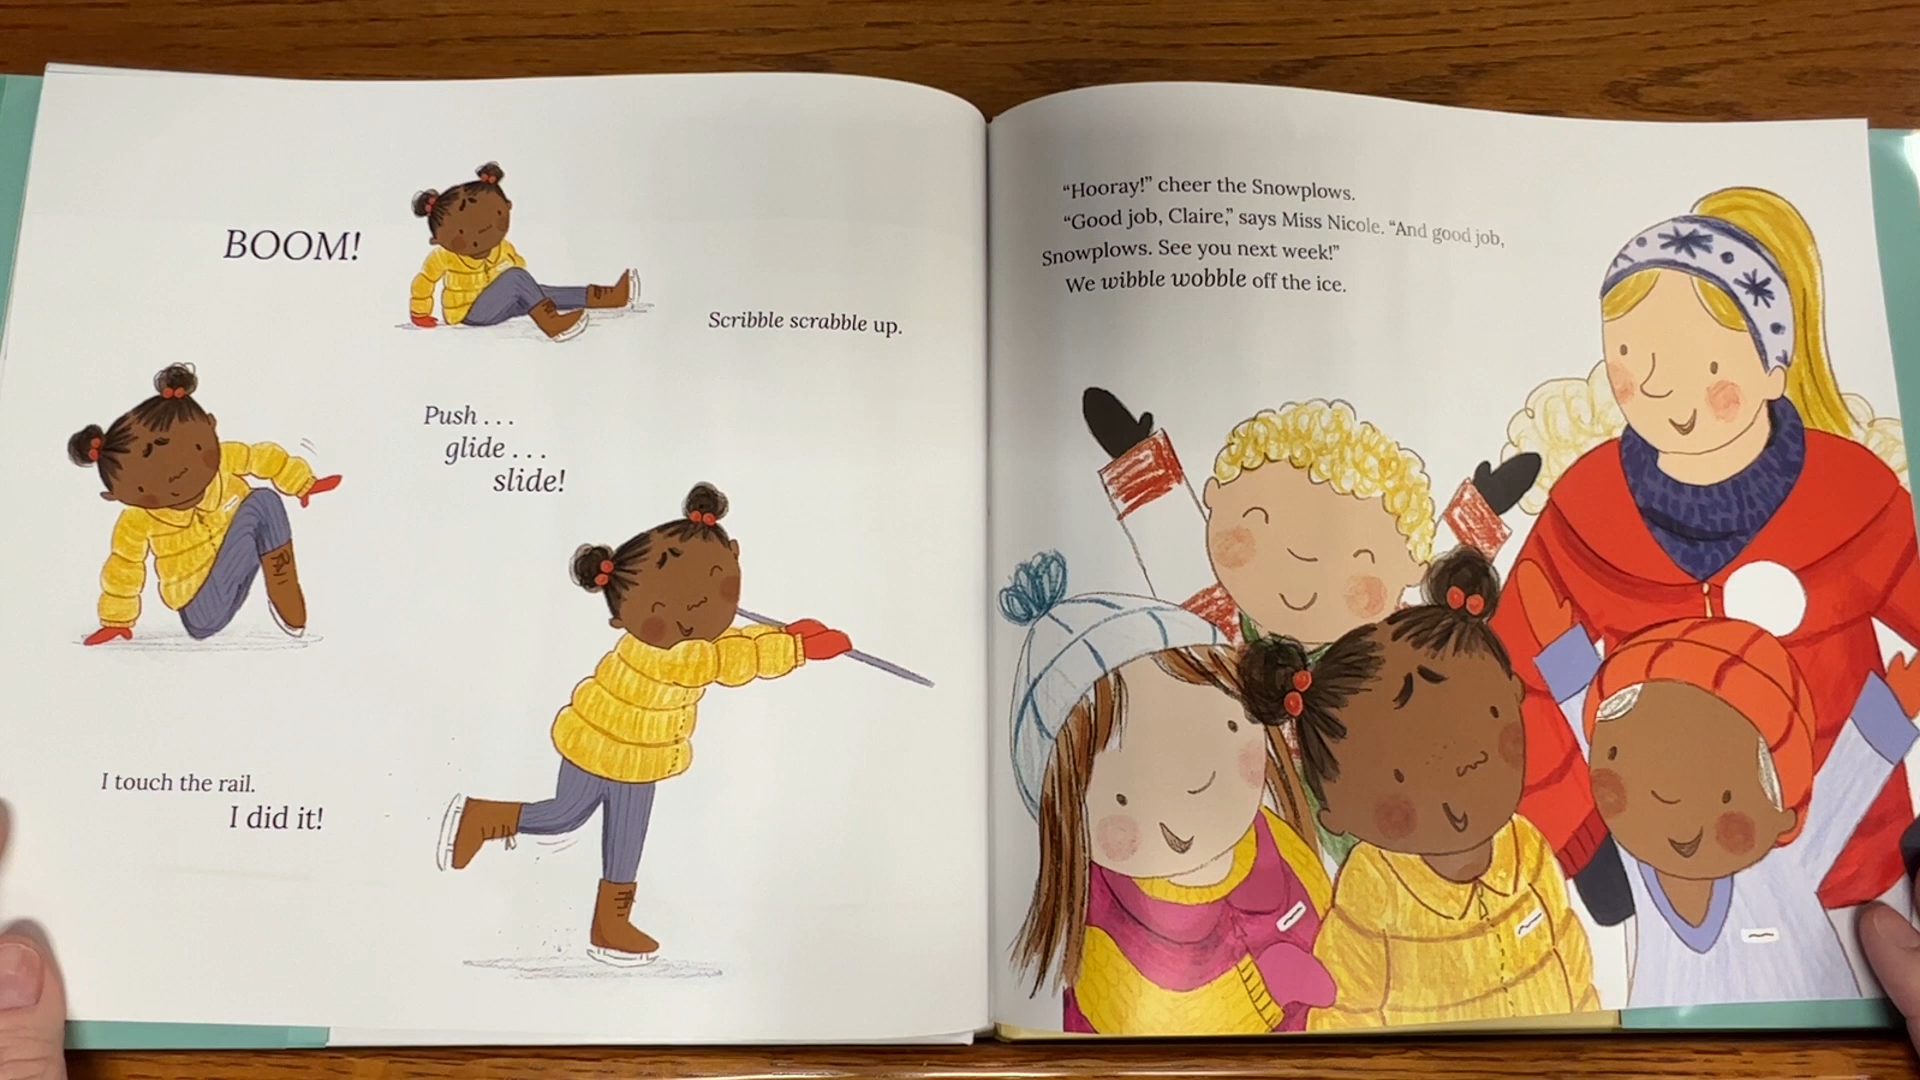 BOOM!
Scribble scrabble up.
Push . . .
glide . . .
slide!
I touch the rail.
I did it!
“Hooray!” cheer the Snowplows.
“Good job, Claire,” says Miss Nicole. “And good job,
Snowplows. See you next week!”
We wibble wobble off the ice.